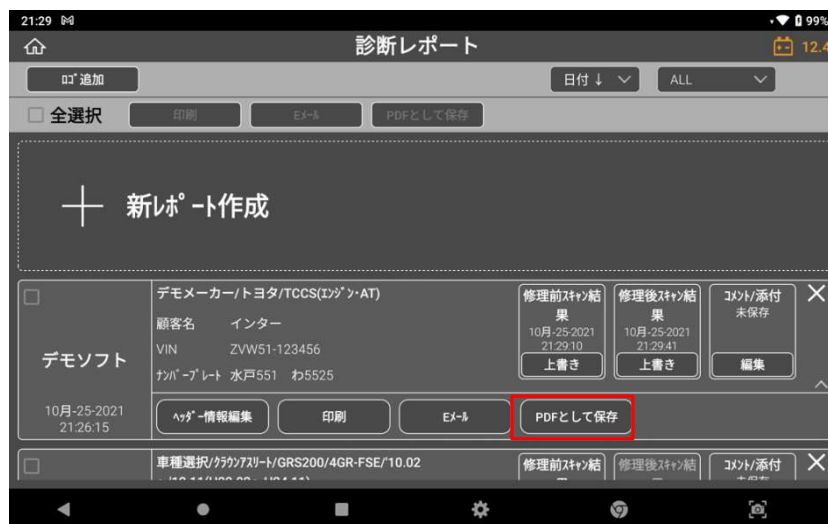 21:29 99%
診断レポート 12.4
ﾛｺﾞ追加 日付↓ ALL
全選択 印刷 Eﾒｰﾙ PDFとして保存
新ﾚﾎﾟｰﾄ作成
デモメーカー/トヨタ/TCCS(ｴﾝｼﾞﾝ･AT)
顧客名 インター
VIN ZVW51-123456
ﾅﾝﾊﾞｰﾌﾟﾚｰﾄ 水戸551 わ5525
デモソフト
10月-25-2021
21:26:15
修理前ｽｷｬﾝ結
果
10月-25-2021
21:29:10
上書き
修理後ｽｷｬﾝ結
果
10月-25-2021
21:29:41
上書き
ｺﾒﾝﾄ/添付
未保存
編集
ﾍｯﾀﾞｰ情報編集 印刷 Eﾒｰﾙ PDFとして保存
車種選択/ｸﾗｳﾝｱｽﾘｰﾄ/GRS200/4GR-FSE/'10.02
修理前ｽｷｬﾝ結 修理後ｽｷｬﾝ結 ｺﾒﾝﾄ/添付